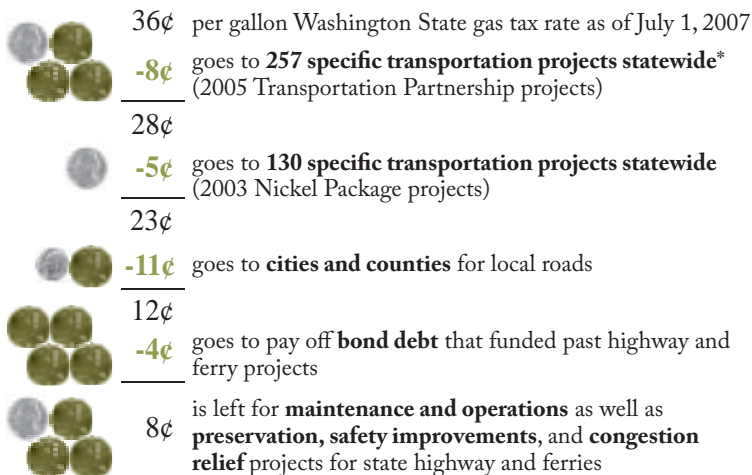 36¢ per gallon Washington State gas tax rate as of July 1, 2007
-8¢ goes to 257 specific transportation projects statewide*
(2005 Transportation Partnership projects)
28¢
-5¢ goes to 130 specific transportation projects statewide
(2003 Nickel Package projects)
23¢
-11¢ goes to cities and counties for local roads
12¢
-4¢ goes to pay off bond debt that funded past highway and
ferry projects
8¢ is left for maintenance and operations as well as
preservation, safety improvements, and congestion
relief projects for state highway and ferries